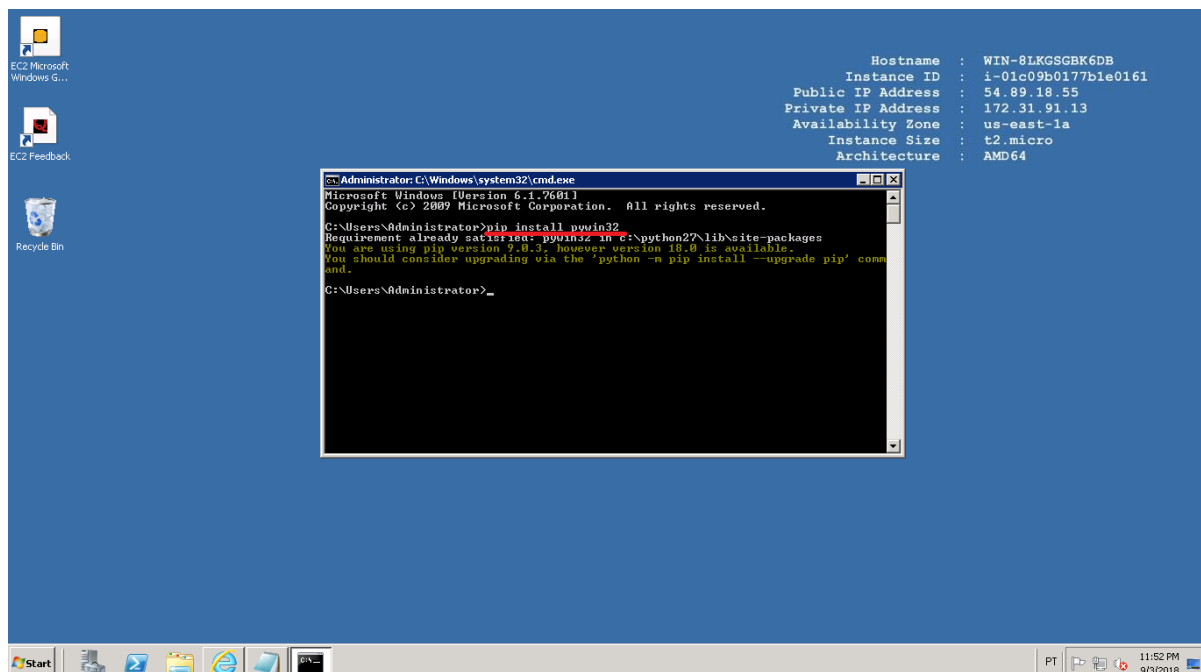 EC2 Microsoft
Windows G...
EC2 Feedback
Recycle Bin
Hostname : WIN-8LKGSGBK6DB
Instance ID : i-01c09b0177b1e0161
Public IP Address : 54.89.18.55
Private IP Address : 172.31.91.13
Availability Zone : us-east-1a
Instance Size : t2.micro
Architecture : AMD64
Administrator: C:\Windows\system32\cmd.exe
Microsoft Windows [Version 6.1.7601]
Copyright (c) 2009 Microsoft Corporation. All rights reserved.
C:\Users\Administrator>pip install pywin32
Requirement already satisfied: pywin32 in c:\python27\lib\site-packages
You are using pip version 9.0.3, however version 18.0 is available.
You should consider upgrading via the 'python -m pip install --upgrade pip' comm
and.
C:\Users\Administrator>_
Start
PT
11:52 PM
9/3/2018